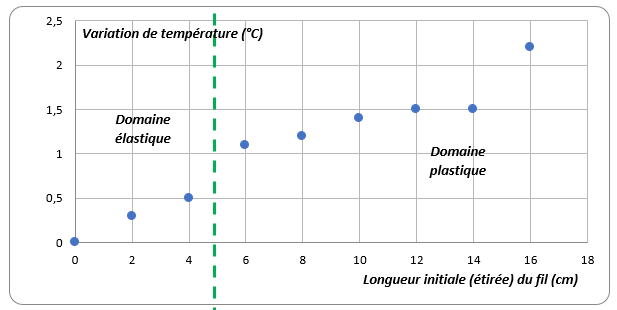 2,5
Variation de température (°C)
2
1,5
Domaine
élastique
1
Domaine
plastique
0,5
0
0 2 4 6 8 10 12 14 16 18
Longueur initiale (étirée) du fil (cm)